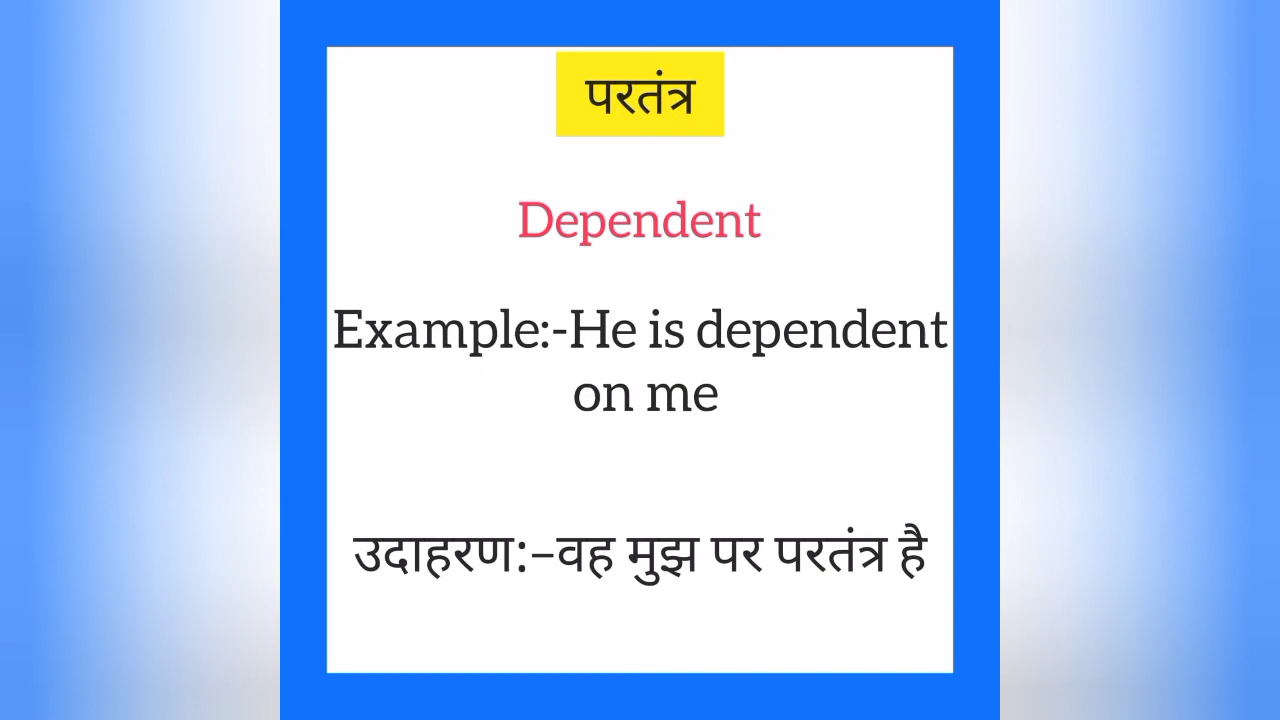 परतंत्र
Dependent
Example:-He is dependent
on me
उदाहरण:–वह मुझ पर परतंत्र है